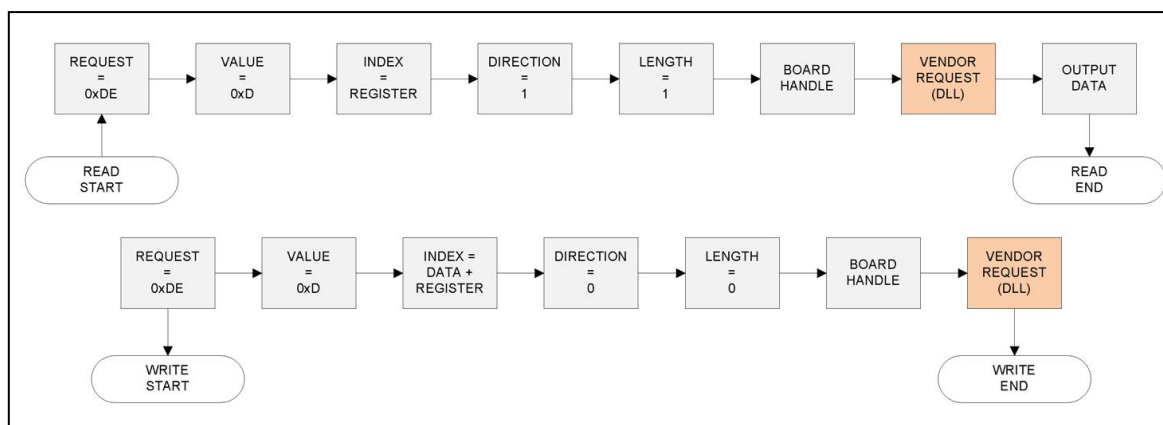 REQUEST
=
0xDE
VALUE
=
0xD
INDEX
=
REGISTER
DIRECTION
=
1
LENGTH
=
1
BOARD
HANDLE
VENDOR
REQUEST
(DLL)
OUTPUT
DATA
READ
START
READ
END
REQUEST
=
0xDE
VALUE
=
0xD
INDEX =
DATA +
REGISTER
DIRECTION
=
0
LENGTH
=
0
BOARD
HANDLE
VENDOR
REQUEST
(DLL)
WRITE
START
WRITE
END